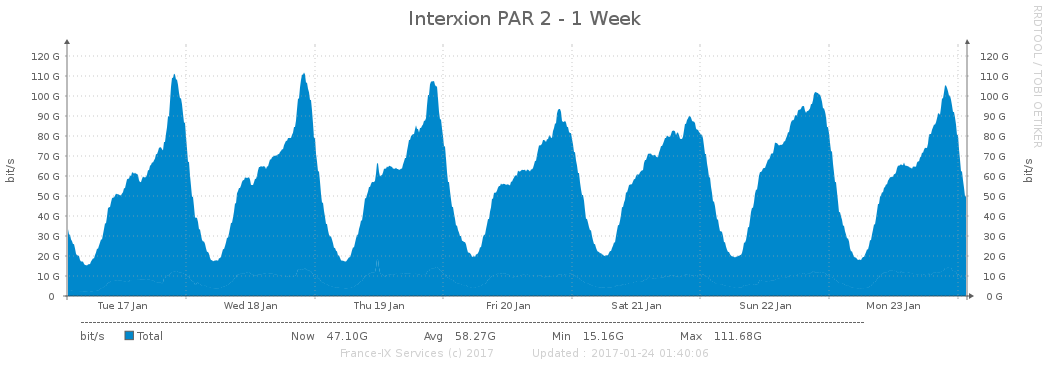 Interxion PAR 2 - 1 Week
RRDTOOL / TOBI OETIKER
bit/s
120 G 120 G
110 G 110 G
100 G 100 G
90 G 90 G
80 G 80 G
70 G 70 G
60 G 60 G
50 G 50 G
40 G 40 G
30 G 30 G
20 G 20 G
10 G 10 G
0 0 G
bit/s
Tue 17 Jan Wed 18 Jan Thu 19 Jan Fri 20 Jan Sat 21 Jan Sun 22 Jan Mon 23 Jan
bit/s Total Now 47.10G Avg 58.27G Min 15.16G Max 111.68G
France-IX Services (c) 2017 Updated : 2017-01-24 01:40:06